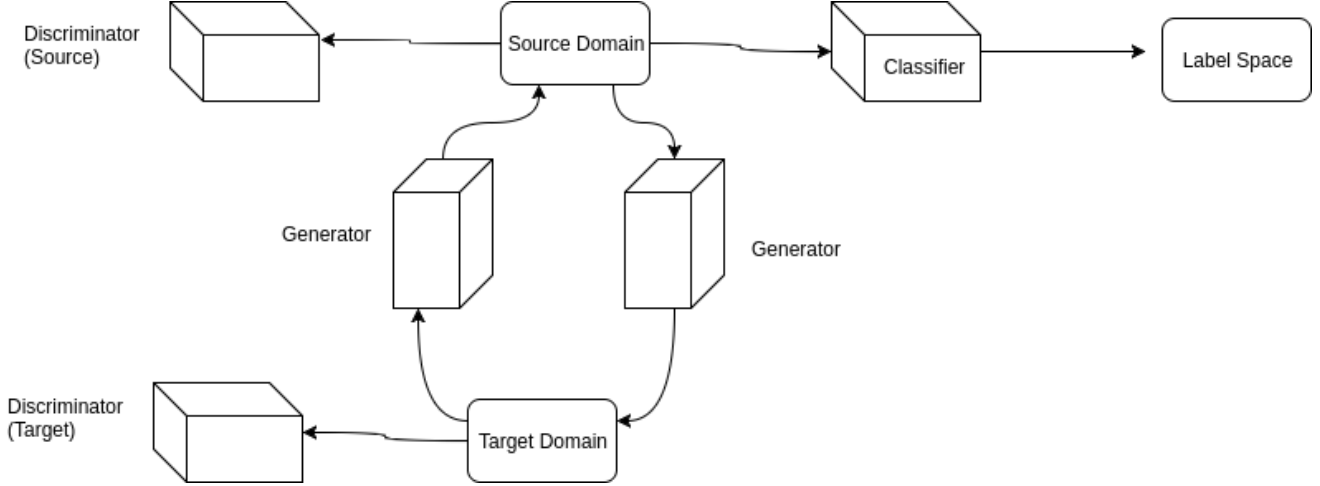 Discriminator
(Source)
Source Domain
Classifier
Label Space
Generator
Generator
Discriminator
(Target)
Target Domain